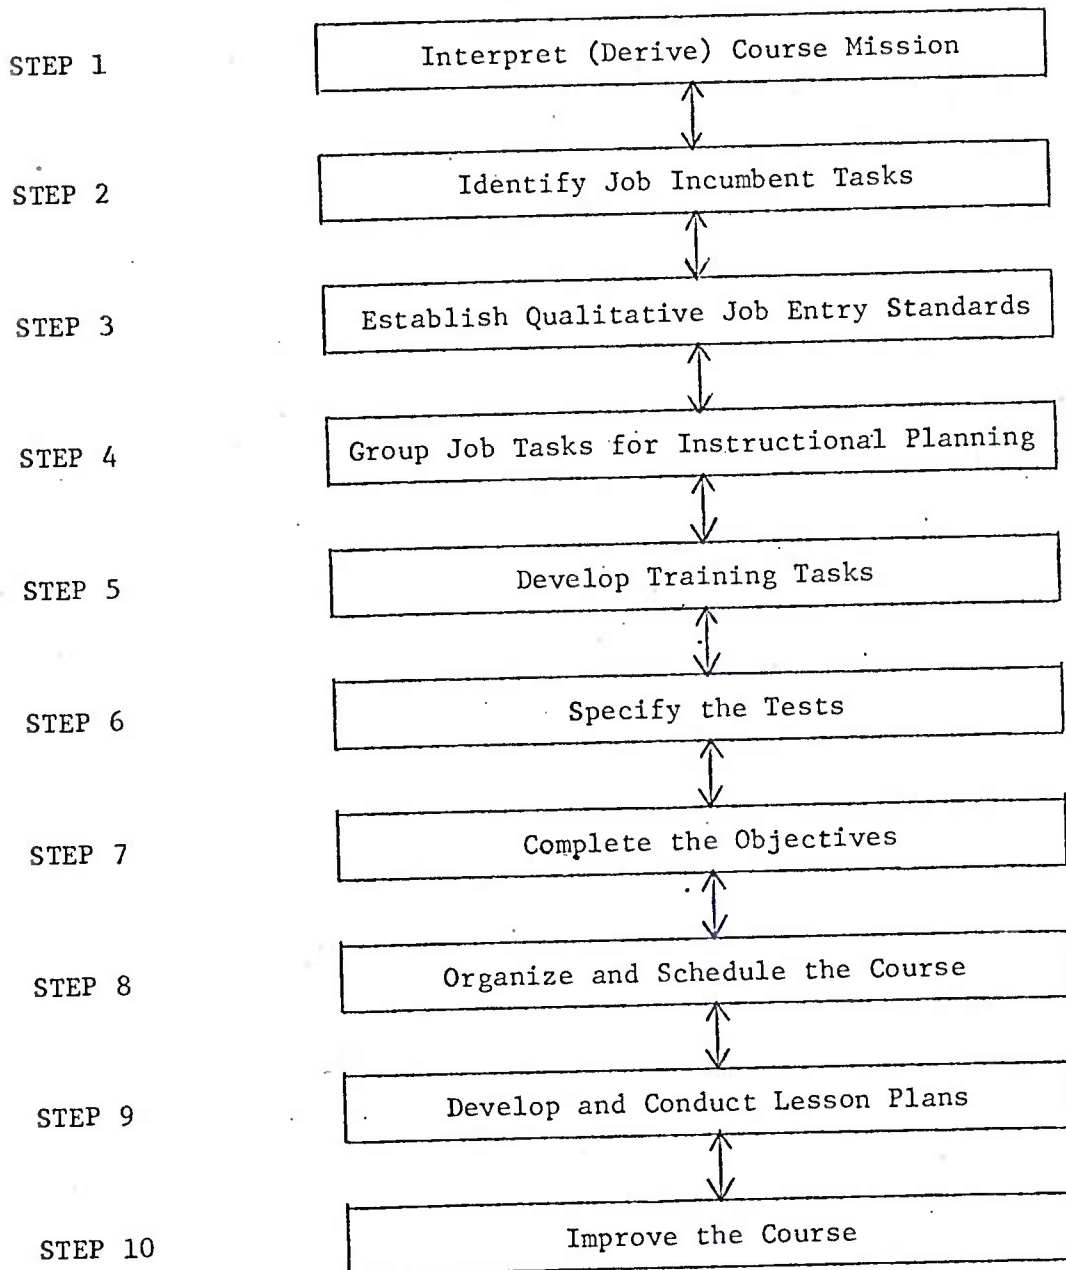 STEP 1 Interpret (Derive) Course Mission
STEP 2 Identify Job Incumbent Tasks
STEP 3 Establish Qualitative Job Entry Standards
STEP 4 Group Job Tasks for Instructional Planning
STEP 5 Develop Training Tasks
STEP 6 Specify the Tests
STEP 7 Complete the Objectives
STEP 8 Organize and Schedule the Course
STEP 9 Develop and Conduct Lesson Plans
STEP 10 Improve the Course